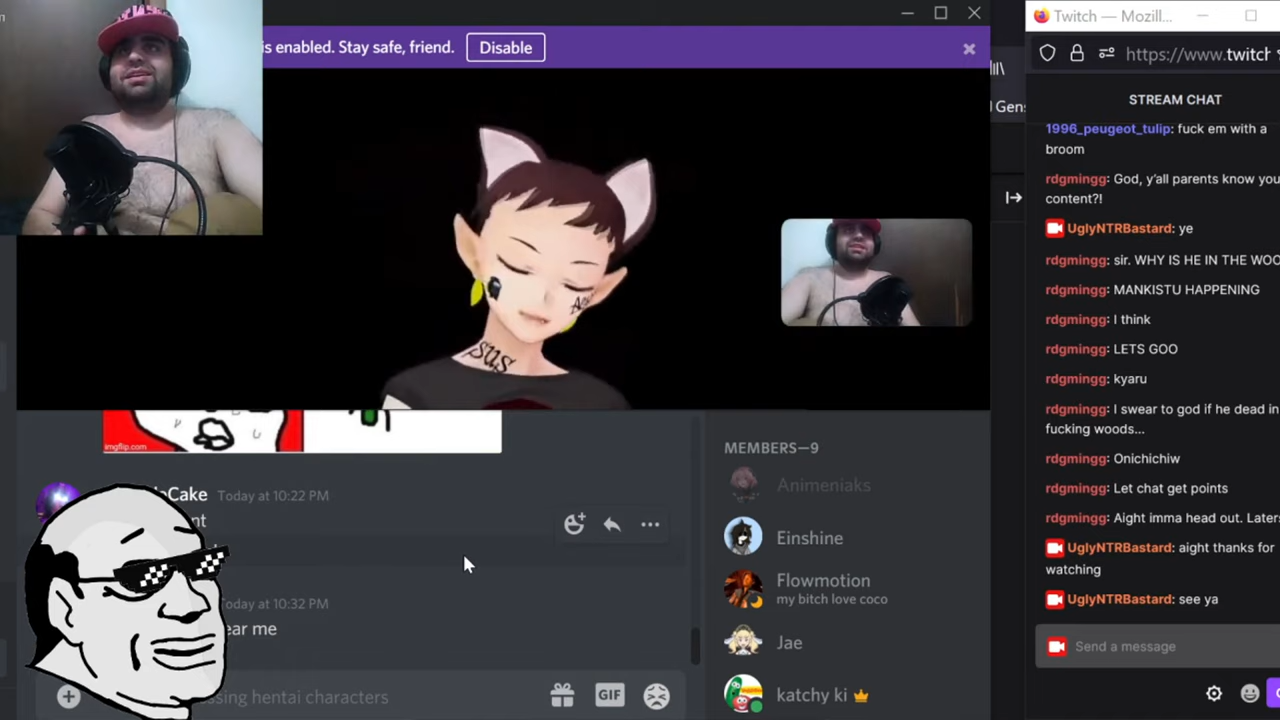 is enabled. Stay safe, friend.
Disable
Twitch — Mozill...
https://www.twitch
Gens
STREAM CHAT
1996_peugeot_tulip: fuck em with a
broom
rdgmingg: God, y'all parents know you
content?!
UglyNTRBastard: ye
rdgmingg: sir. WHY IS HE IN THE WOO
rdgmingg: MANKISTU HAPPENING
rdgmingg: I think
rdgmingg: LETS GOO
rdgmingg: kyaru
rdgmingg: I swear to god if he dead in
fucking woods...
rdgmingg: Onichichiw
rdgmingg: Let chat get points
rdgmingg: Aight imma head out. Later
UglyNTRBastard: aight thanks for
watching
UglyNTRBastard: see ya
Send a message
sus
imgflip.com
Cake Today at 10:22 PM
nt
Today at 10:32 PM
ear me
ssing hentai characters
GIF
MEMBERS—9
Animeniaks
Einshine
Flowmotion
my bitch love coco
Jae
katchy ki